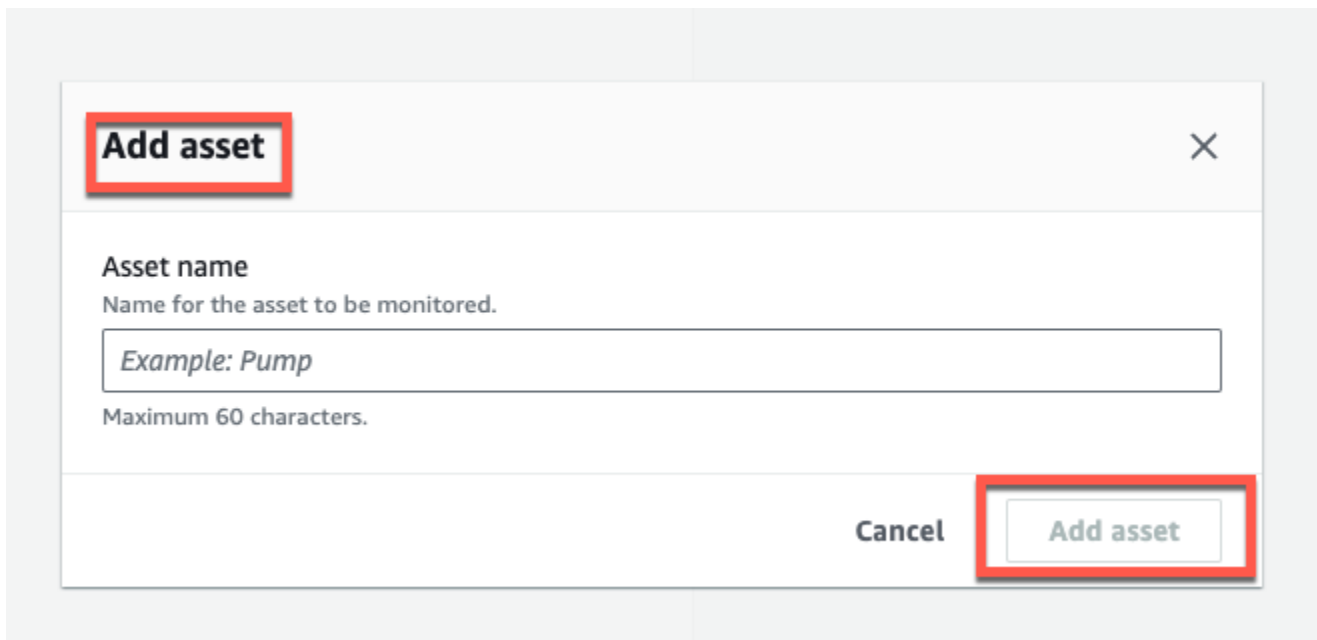 Add asset
Asset name
Name for the asset to be monitored.
Example: Pump
Maximum 60 characters.
Cancel
Add asset